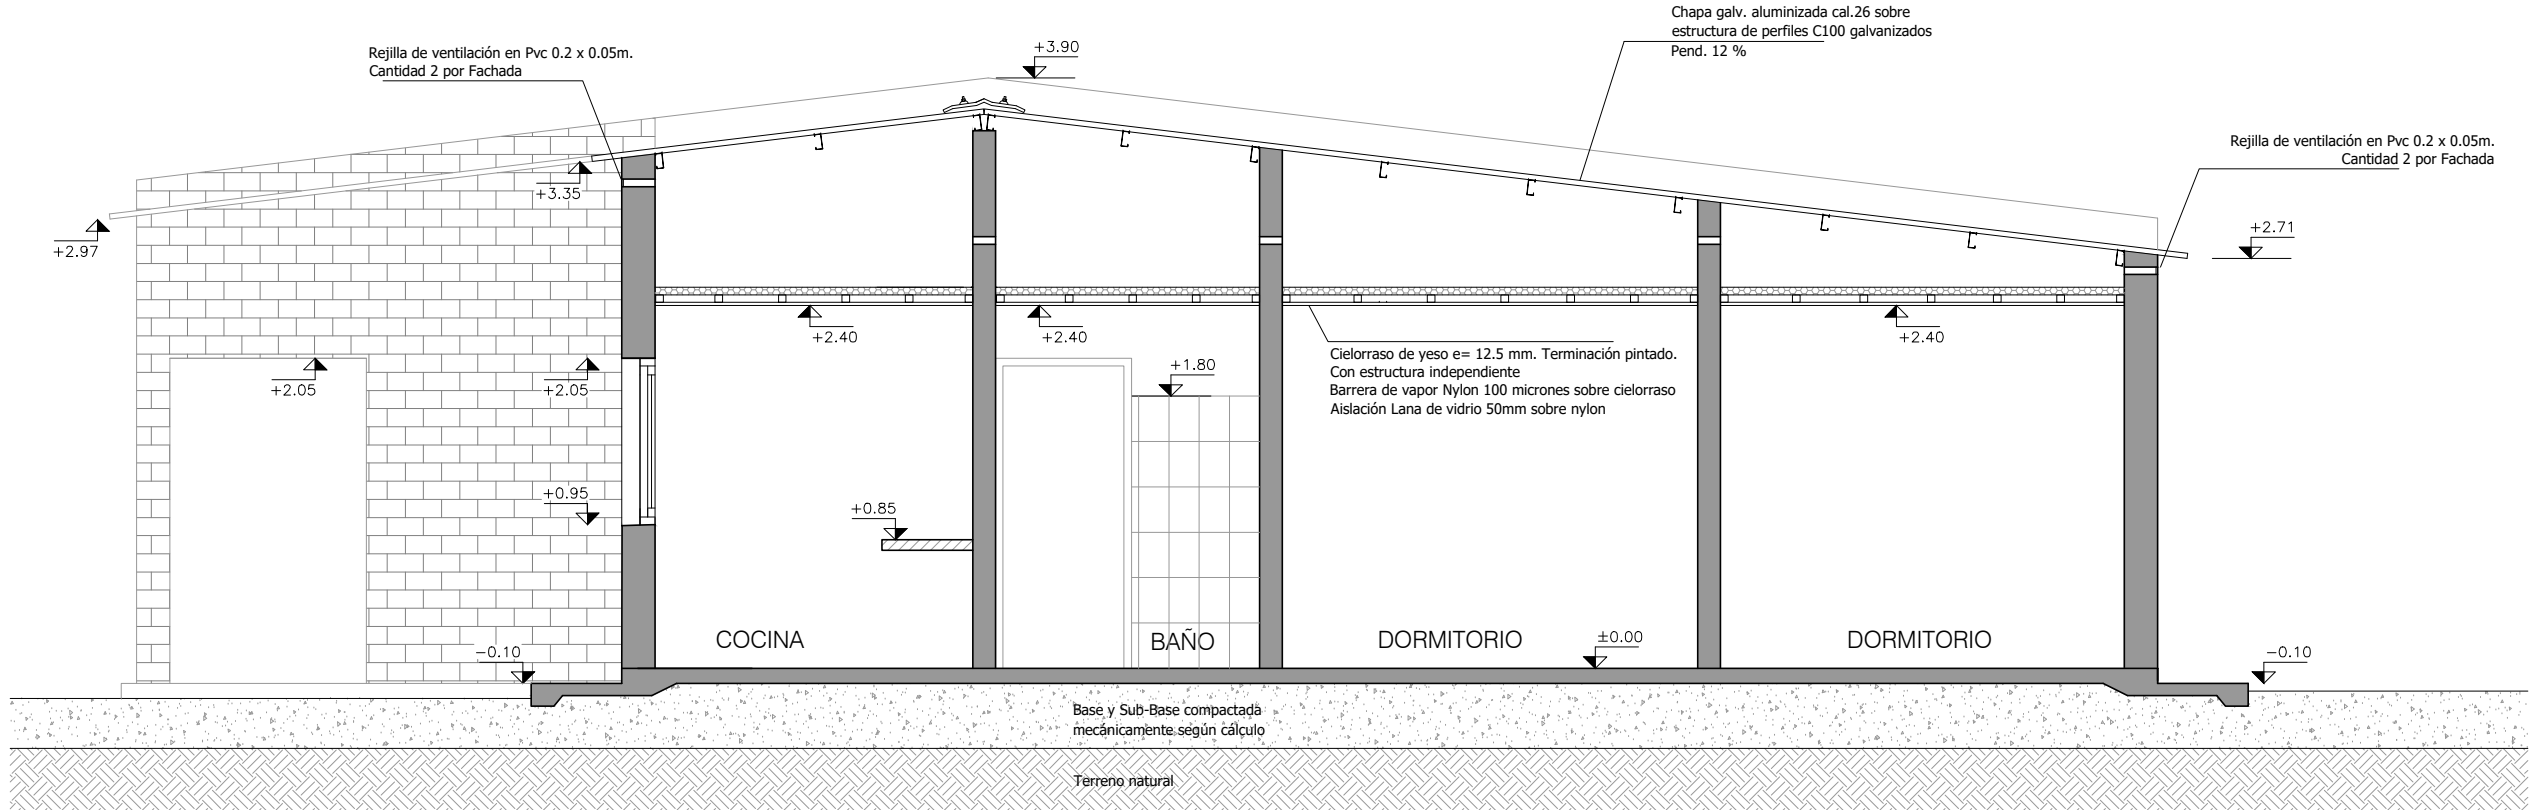 Chapa galv. aluminizada cal.26 sobre
estructura de perfiles C100 galvanizados
Pend. 12 %
Rejilla de ventilación en Pvc 0.2 x 0.05m.
Cantidad 2 por Fachada
+3.90
Rejilla de ventilación en Pvc 0.2 x 0.05m.
Cantidad 2 por Fachada
+3.35
+2.97
+2.71
+2.40
+2.40
+2.40
Cielorraso de yeso e= 12.5 mm. Terminación pintado.
Con estructura independiente
Barrera de vapor Nylon 100 micrones sobre cielorraso
Aislación Lana de vidrio 50mm sobre nylon
+2.05
+2.05
+1.80
+0.95
+0.85
COCINA
BAÑO
DORMITORIO
±0.00
DORMITORIO
-0.10
-0.10
Base y Sub-Base compactada
mecánicamente según cálculo
Terreno natural